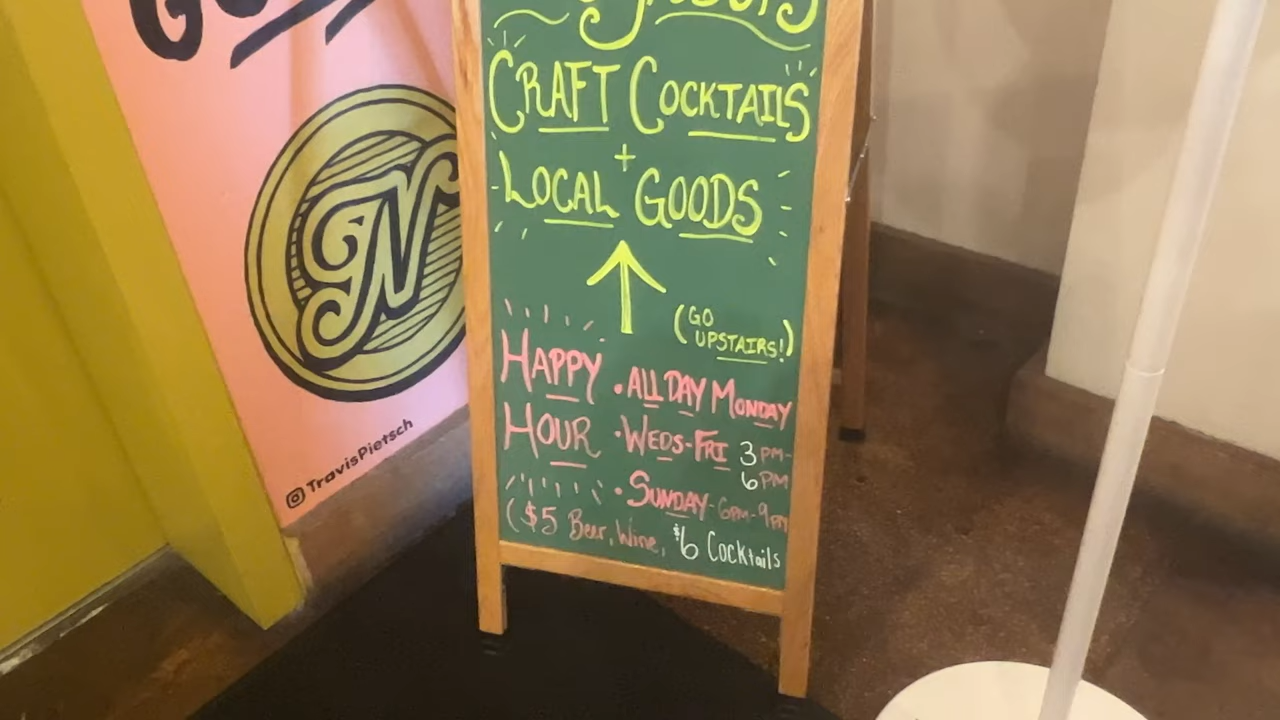 GN
@TravisPietsch
CRAFT COCKTAILS
+
LOCAL GOODS
(GO
UPSTAIRS!)
HAPPY
HOUR
• ALL DAY MONDAY
• WEDS-FRI 3PM-
6PM
• SUNDAY-6PM-9PM
($5 Beer, Wine, $6 Cocktails